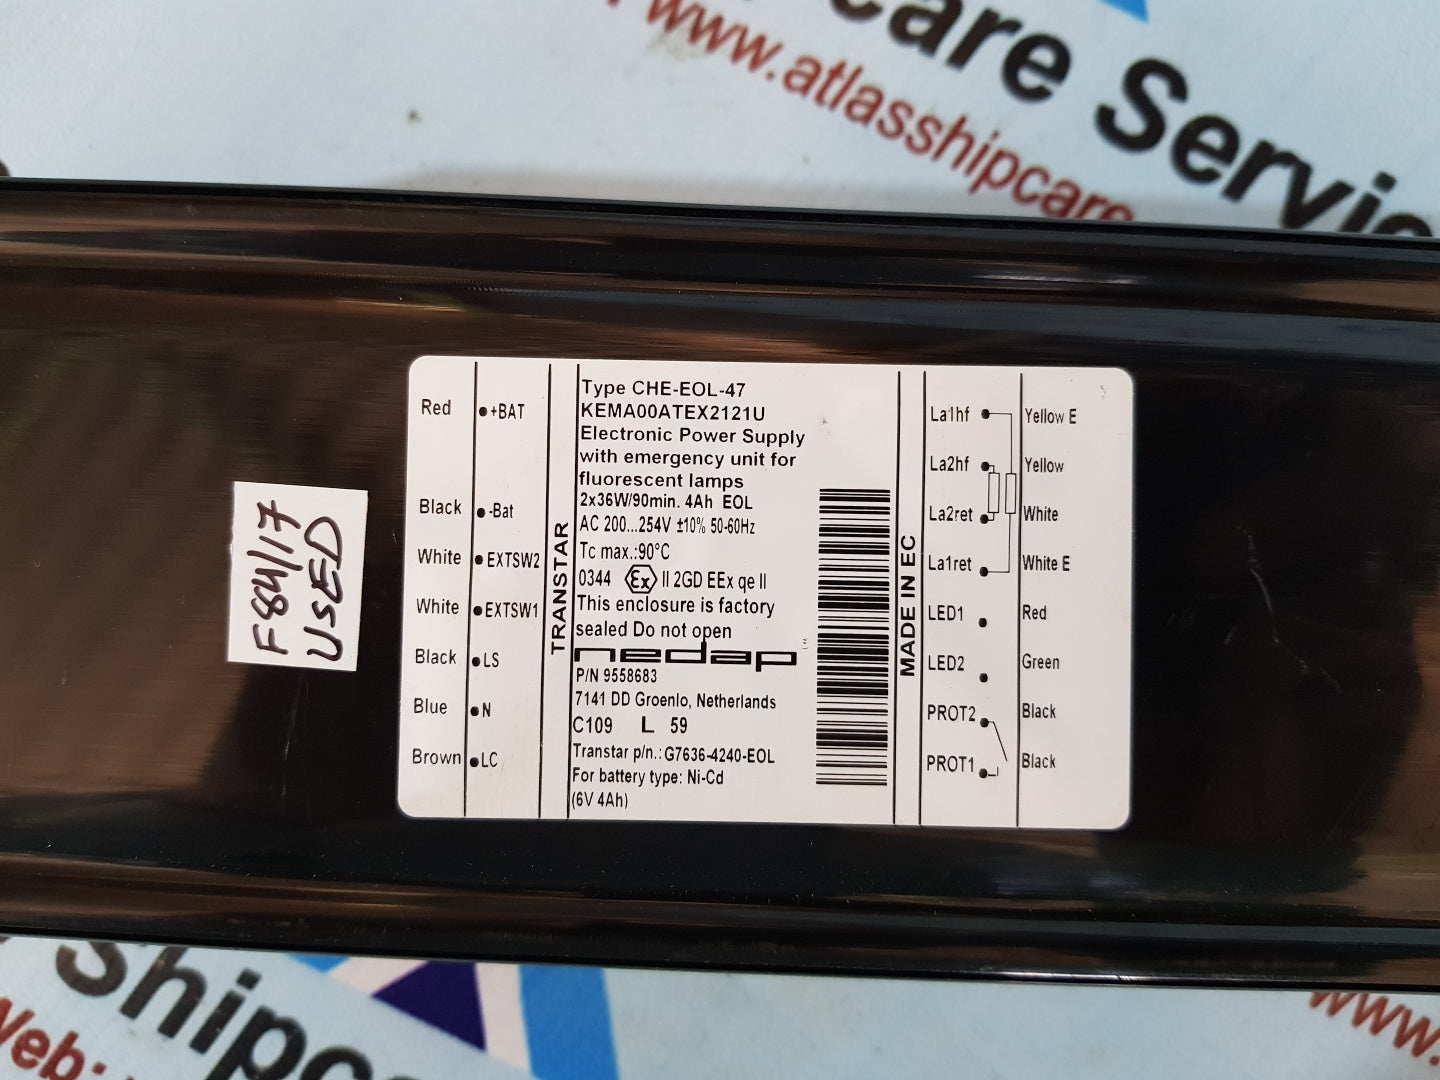 care Servic
www.atlasshipcare
Red +BAT
Black -Bat
White EXTSW2
White EXTSW1
Black LS
Blue N
Brown LC
TRANSTAR
Type CHE-EOL-47
KEMA00ATEX2121U
Electronic Power Supply
with emergency unit for
fluorescent lamps
2x36W/90min. 4Ah EOL
AC 200...254V ±10% 50-60Hz
Tc max.:90°C
0344 Ex II 2GD EEx qe II
This enclosure is factory
sealed Do not open
nedap
P/N 9558683
7141 DD Groenlo, Netherlands
C109 L 59
Transtar p/n.: G7636-4240-EOL
For battery type: Ni-Cd
(6V 4Ah)
MADE IN EC
La1hf Yellow E
La2hf Yellow
La2ret White
La1ret White E
LED1 Red
LED2 Green
PROT2 Black
PROT1 Black
F884/17
USED
Shipc
Web:
www.